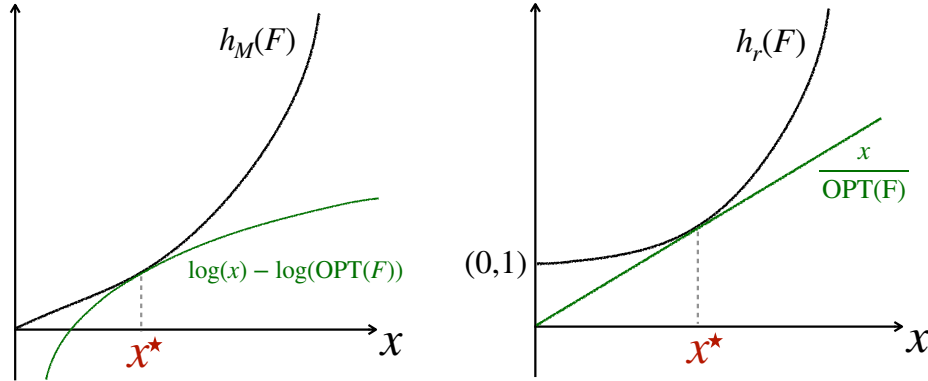 h_M(F)
log(x) − log(OPT(F))
x★
x
h_r(F)
x
OPT(F)
(0,1)
x★
x